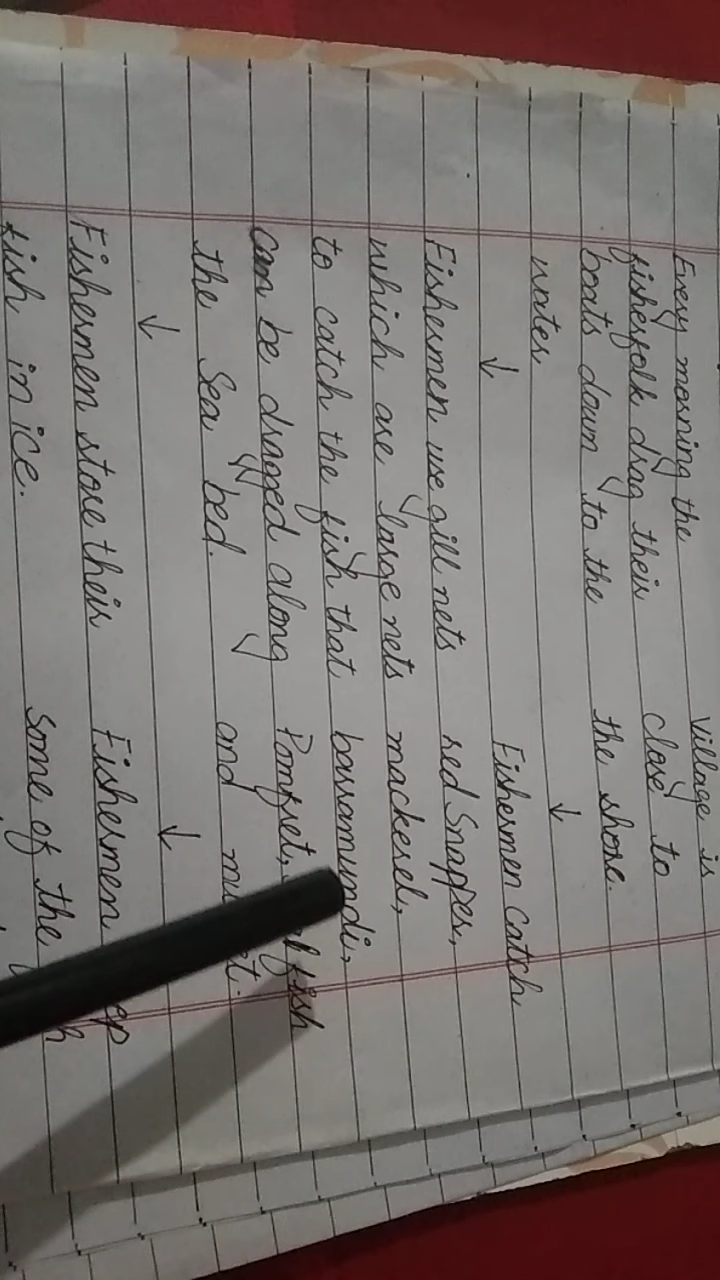 Every morning the
fisherfolk drag their
boats down to the
water
↓
Fishermen use gill nets
which are large nets
to catch the fish that
can be dragged along
the Sea bed.
↓
Fishermen store their
fish in ice.
Village is
close to
the shore.
↓
Fishermen catch
red Snapper,
mackerel,
barramundi,
Pomfret, fish
and
↓
Fishermen
Some of the